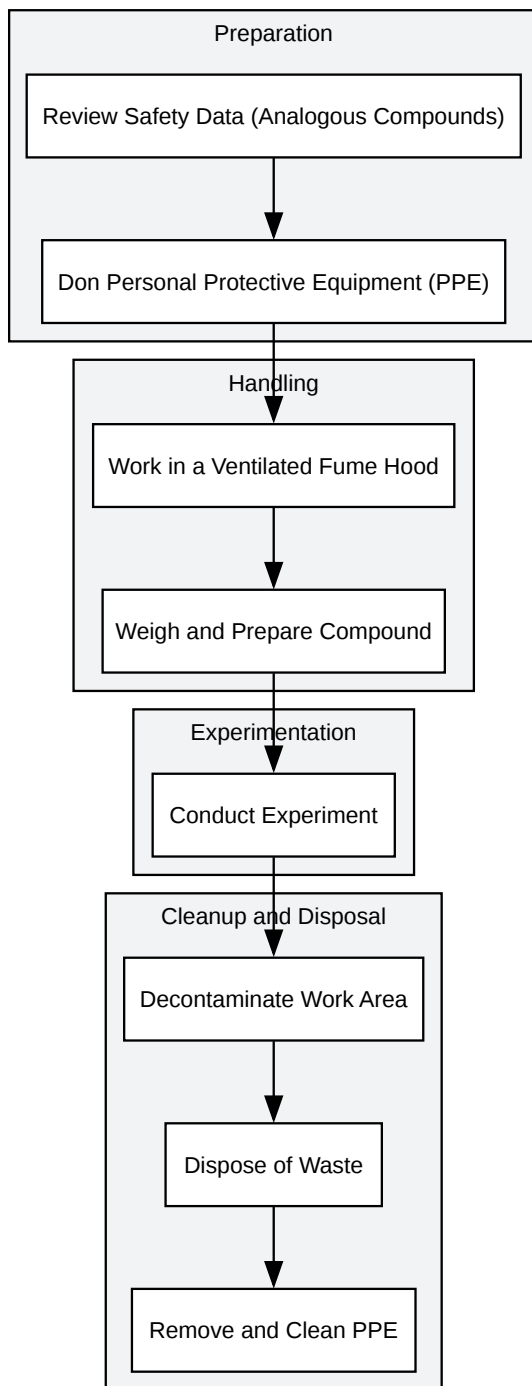 Preparation
Review Safety Data (Analogous Compounds)
Don Personal Protective Equipment (PPE)
Handling
Work in a Ventilated Fume Hood
Weigh and Prepare Compound
Experimentation
Conduct Experiment
Cleanup and Disposal
Decontaminate Work Area
Dispose of Waste
Remove and Clean PPE